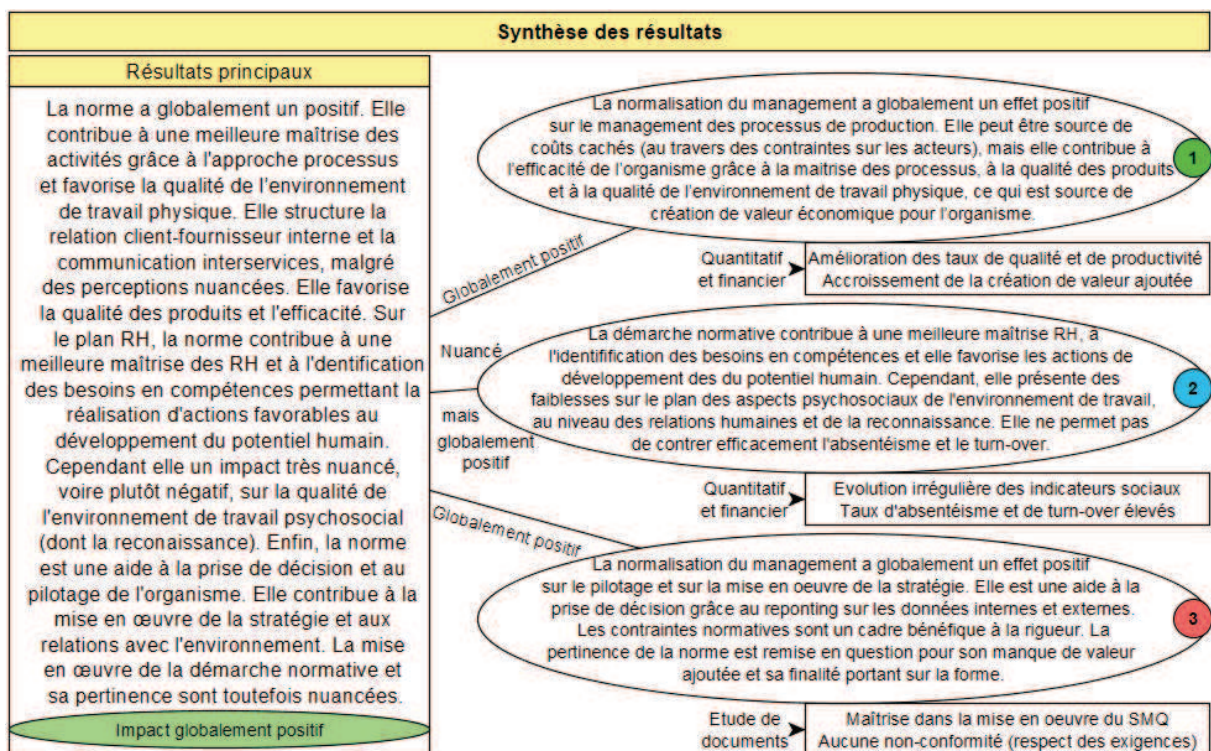 Synthèse des résultats
Résultats principaux
La norme a globalement un positif. Elle
contribue à une meilleure maîtrise des
activités grâce à l'approche processus
et favorise la qualité de l'environnement
de travail physique. Elle structure la
relation client-fournisseur interne et la
communication interservices, malgré
des perceptions nuancées. Elle favorise
la qualité des produits et l'efficacité. Sur
le plan RH, la norme contribue à une
meilleure maîtrise des RH et à l'dentification
des besoins en compétences permettant la
réalisation d'actions favorables au
développement du potentiel humain.
Cependant elle un impact très nuancé,
voire plutôt négatif, sur la qualité de
l'environnement de travail psychosocial
(dont la reconaissance). Enfin, la norme
est une aide à la prise de décision et au
pilotage de l'organisme. Elle contribue à la
mise en œuvre de la stratégie et aux
relations avec l'environnement. La mise
en œuvre de la démarche normative et
sa pertinence sont toutefois nuancées.
Impact globalement positif
Globalement positif
La normalisation du management a globalement un effet positif
sur le management des processus de production. Elle peut être source de
coûts cachés (au travers des contraintes sur les acteurs), mais elle contribue à
l'efficacité de l'organisme grâce à la maitrise des processus, à la qualité des produits
et à la qualité de l'environnement de travail physique, ce qui est source de
création de valeur économique pour l'organisme.
1
Quantitatif
et financier
Amélioration des taux de qualité et de productivité
Accroissement de la création de valeur ajoutée
Nuancé
mais
globalement
positif
La démarche normative contribue à une meilleure maîtrise RH, à
l'identifification des besoins en compétences et elle favorise les actions de
développement des du potentiel humain. Cependant, elle présente des
faiblesses sur le plan des aspects psychosociaux de l'environnement de travail,
au niveau des relations humaines et de la reconnaissance. Elle ne permet pas
de contrer efficacement l'absentéisme et le turn-over.
2
Quantitatif
et financier
Evolution irrégulière des indicateurs sociaux
Taux d'absentéisme et de turn-over élevés
Globalement positif
La normalisation du management a globalement un effet positif
sur le pilotage et sur la mise en oeuvre de la stratégie. Elle est une aide à la
prise de décision grâce au reporting sur les données internes et externes.
Les contraintes normatives sont un cadre bénéfique à la rigueur. La
pertinence de la norme est remise en question pour son manque de valeur
ajoutée et sa finalité portant sur la forme.
3
Etude de
documents
Maîtrise dans la mise en oeuvre du SMQ
Aucune non-conformité (respect des exigences)